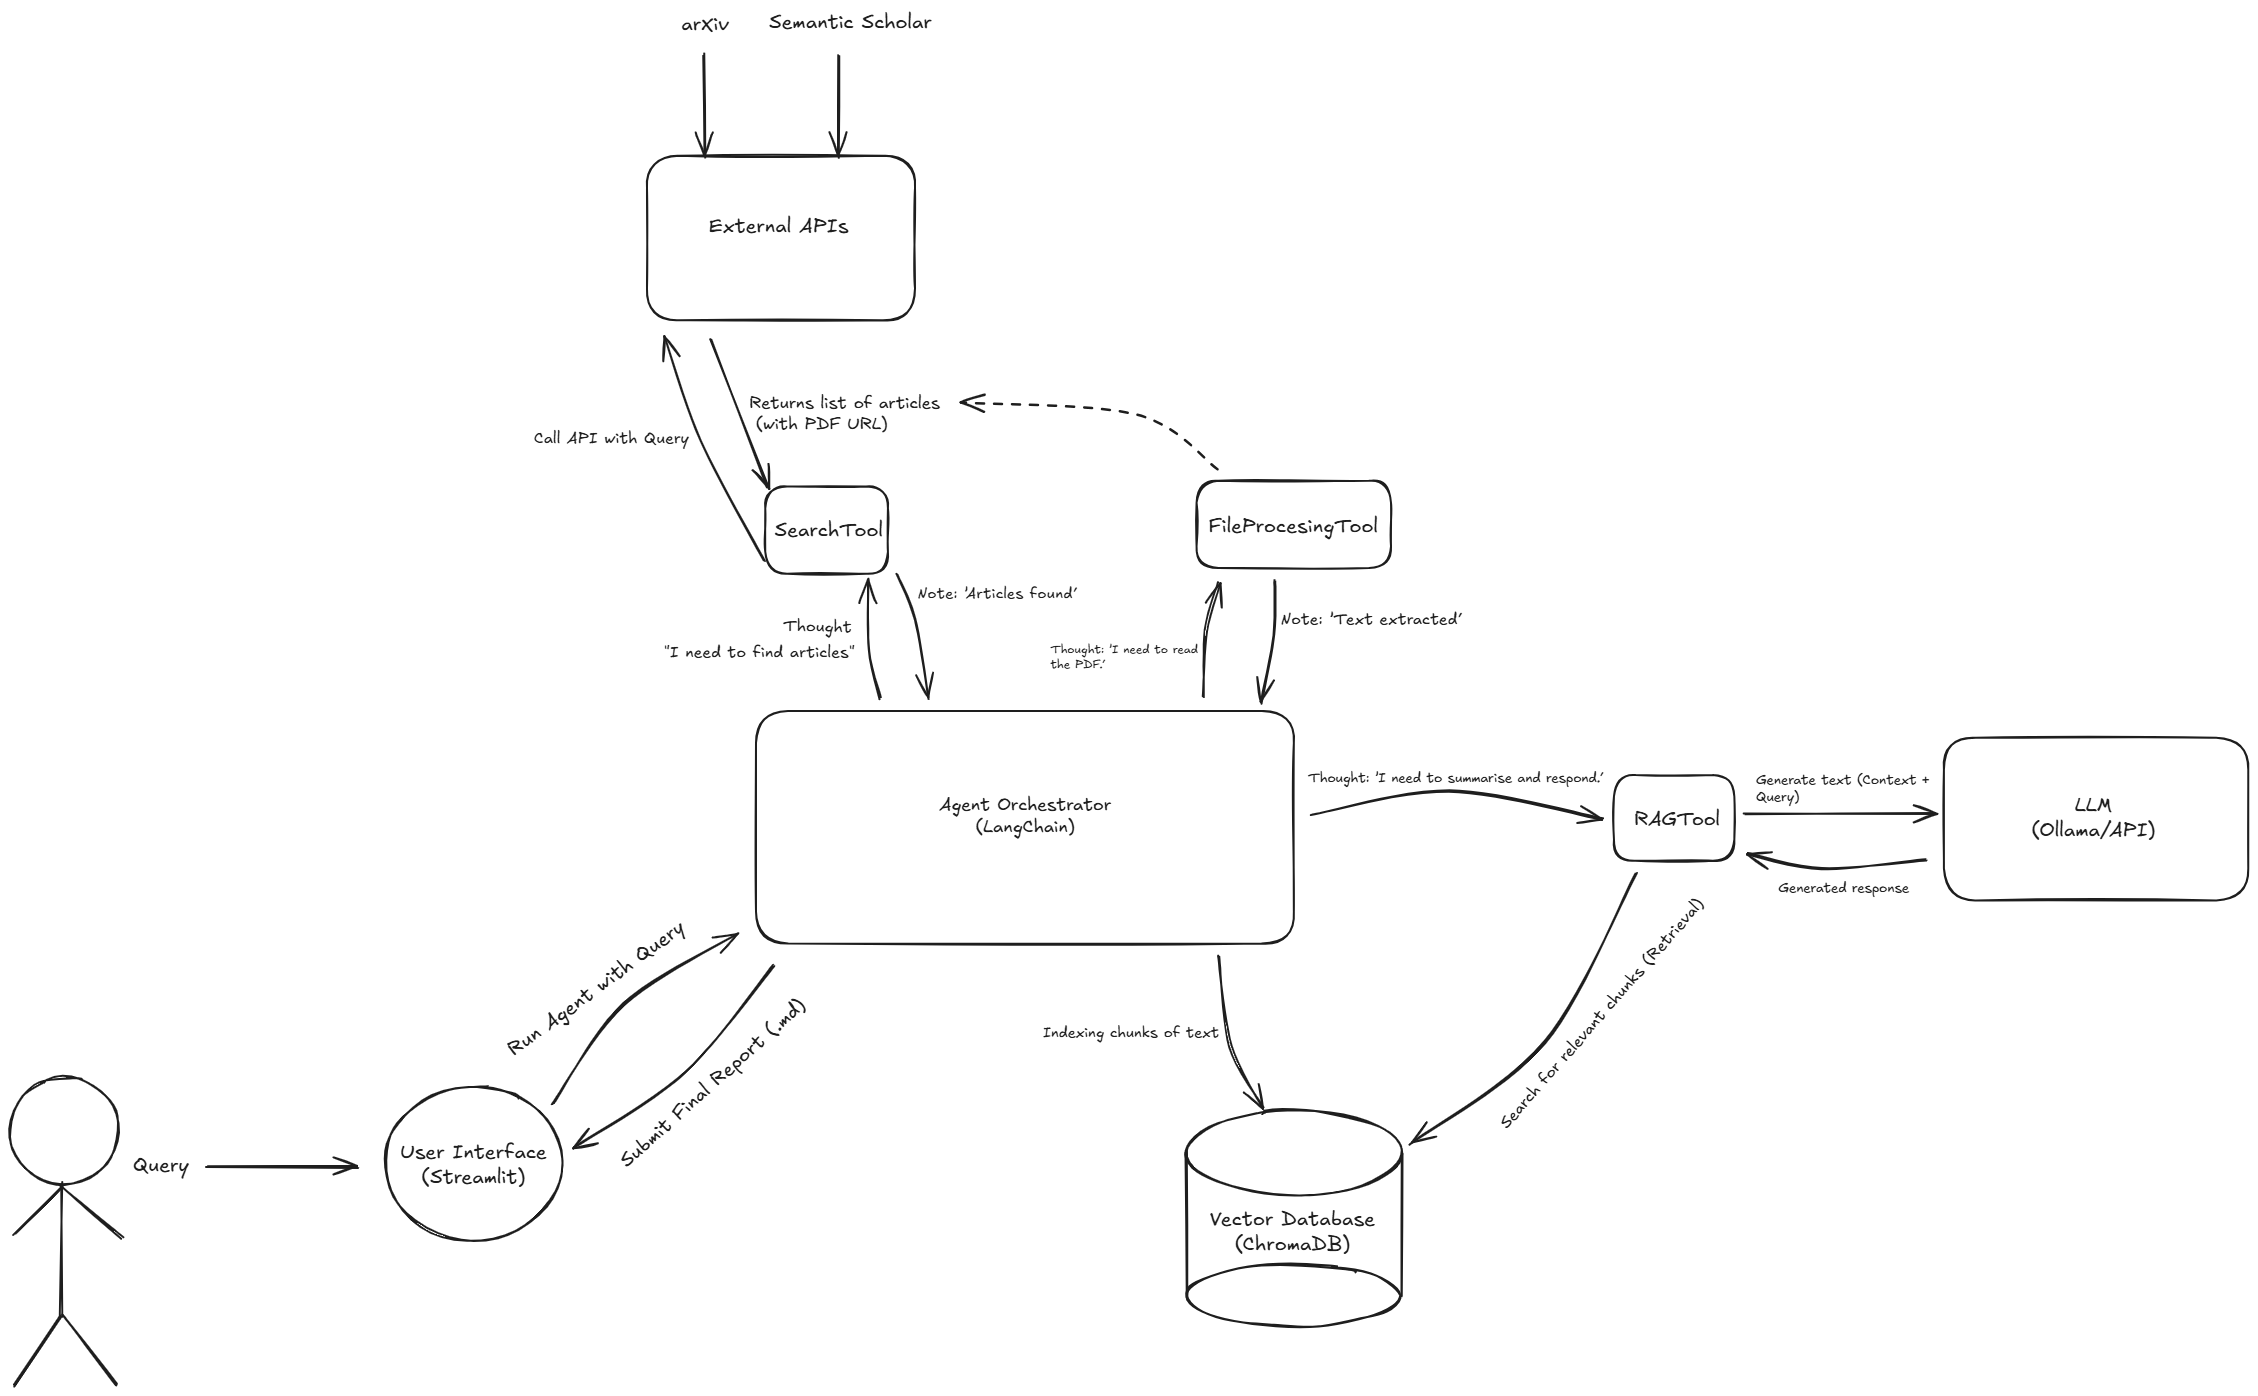 arXiv
Semantic Scholar
External APIs
Returns list of articles
(with PDF URL)
Call API with Query
SearchTool
FileProcesingTool
Note: 'Articles found'
Thought
"I need to find articles"
Note: 'Text extracted'
Thought: 'I need to read
the PDF.'
Agent Orchestrator
(LangChain)
Thought: 'I need to summarise and respond.'
RAGTool
Generate text (Context +
Query)
LLM
(Ollama/API)
Generated response
Run Agent with Query
Submit Final Report (.md)
Indexing chunks of text
Search for relevant chunks (Retrieval)
Query
User Interface
(Streamlit)
Vector Database
(ChromaDB)